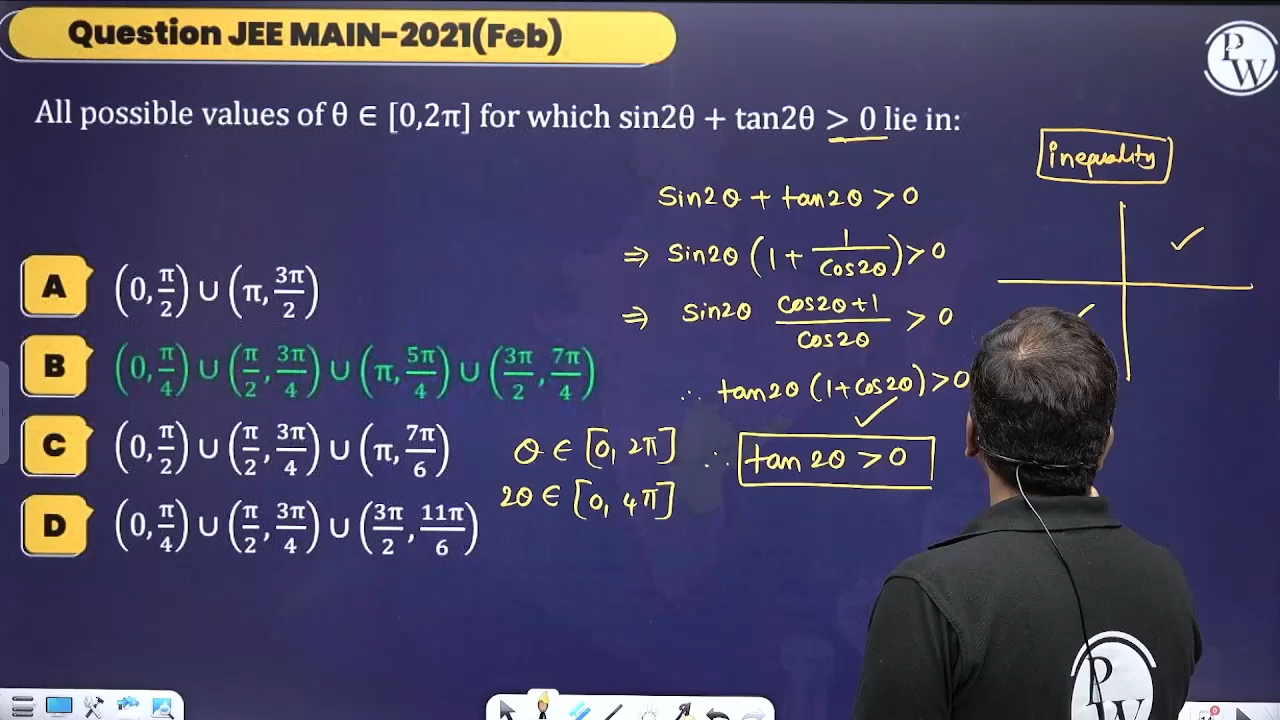 Question JEE MAIN-2021(Feb)
PW
All possible values of θ ∈ [0,2π] for which sin2θ + tan2θ > 0 lie in:
inequality
Sin2θ + tan2θ > 0
⇒ Sin2θ (1 + 1/Cos2θ) > 0
⇒ Sin2θ (Cos2θ+1)/Cos2θ > 0
∴ tan2θ (1+Cos2θ) > 0
θ ∈ [0, 2π] ∴ tan 2θ > 0
2θ ∈ [0, 4π]
A (0, π/2) ∪ (π, 3π/2)
B (0, π/4) ∪ (π/2, 3π/4) ∪ (π, 5π/4) ∪ (3π/2, 7π/4)
C (0, π/2) ∪ (π/2, 3π/4) ∪ (π, 7π/6)
D (0, π/4) ∪ (π/2, 3π/4) ∪ (3π/2, 11π/6)
PW